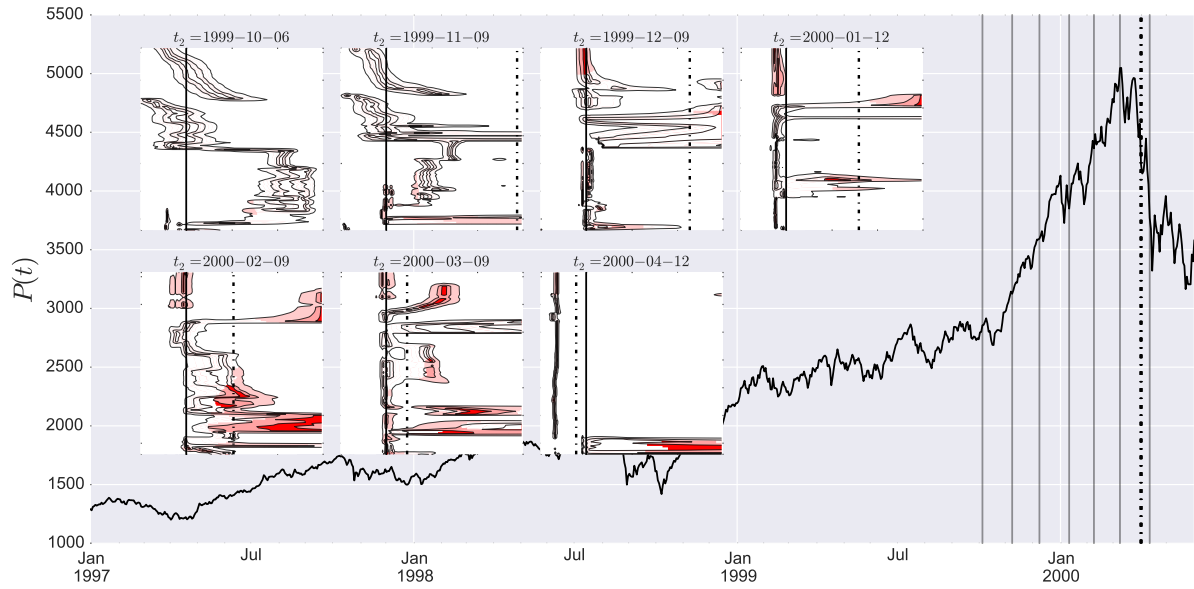 5500
t₂ =1999−10−06
t₂ =1999−11−09
t₂ =1999−12−09
t₂ =2000−01−12
5000
4500
4000
3500
t₂ =2000−02−09
t₂ =2000−03−09
t₂ =2000−04−12
P(t)
3000
2500
2000
1500
1000
Jan
1997
Jul
Jan
1998
Jul
Jan
1999
Jul
Jan
2000